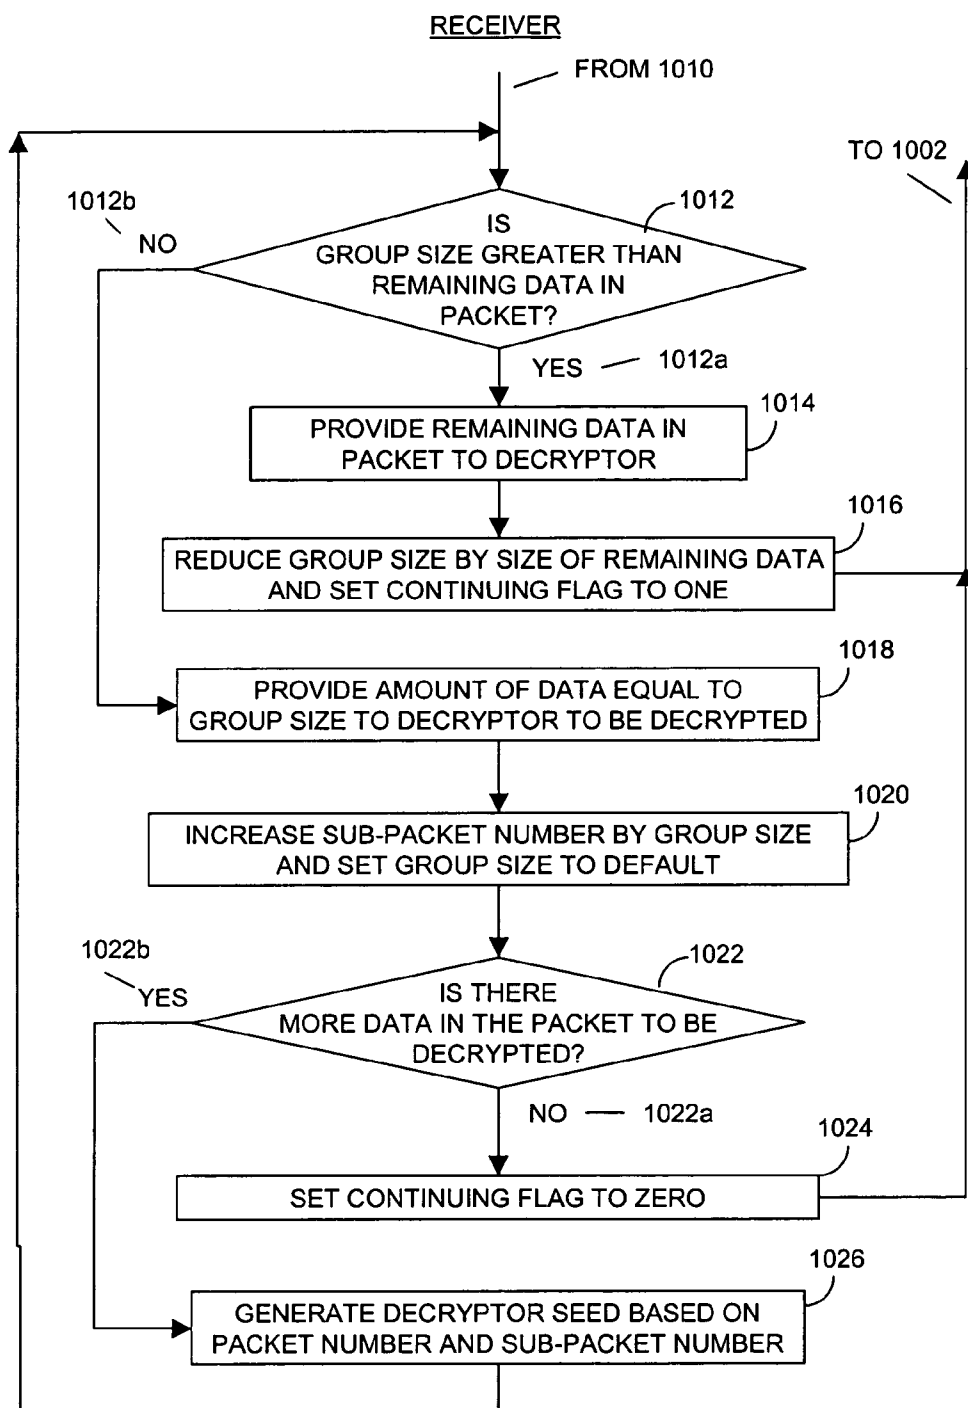 RECEIVER
FROM 1010
TO 1002
1012b
NO
1012
IS
GROUP SIZE GREATER THAN
REMAINING DATA IN
PACKET?
YES
1012a
1014
PROVIDE REMAINING DATA IN
PACKET TO DECRYPTOR
1016
REDUCE GROUP SIZE BY SIZE OF REMAINING DATA
AND SET CONTINUING FLAG TO ONE
1018
PROVIDE AMOUNT OF DATA EQUAL TO
GROUP SIZE TO DECRYPTOR TO BE DECRYPTED
1020
INCREASE SUB-PACKET NUMBER BY GROUP SIZE
AND SET GROUP SIZE TO DEFAULT
1022b
YES
1022
IS THERE
MORE DATA IN THE PACKET TO BE
DECRYPTED?
NO
1022a
1024
SET CONTINUING FLAG TO ZERO
1026
GENERATE DECRYPTOR SEED BASED ON
PACKET NUMBER AND SUB-PACKET NUMBER